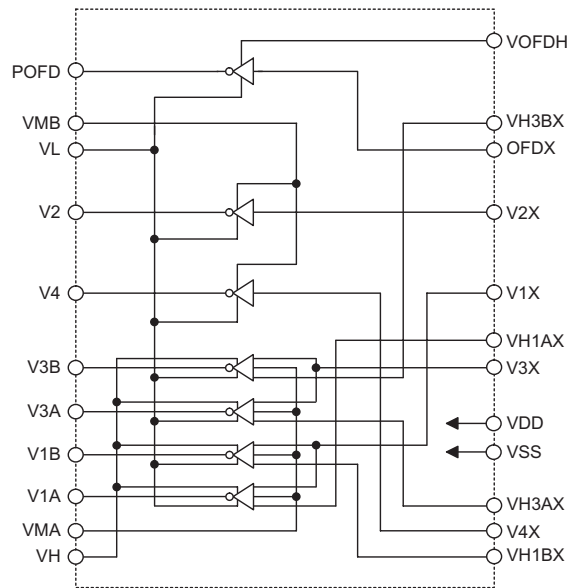 VOFDH
POFD
VMB
VH3BX
VL
OFDX
V2
V2X
V4
V1X
VH1AX
V3B
V3X
V3A
VDD
V1B
VSS
V1A
VH3AX
VMA
V4X
VH
VH1BX